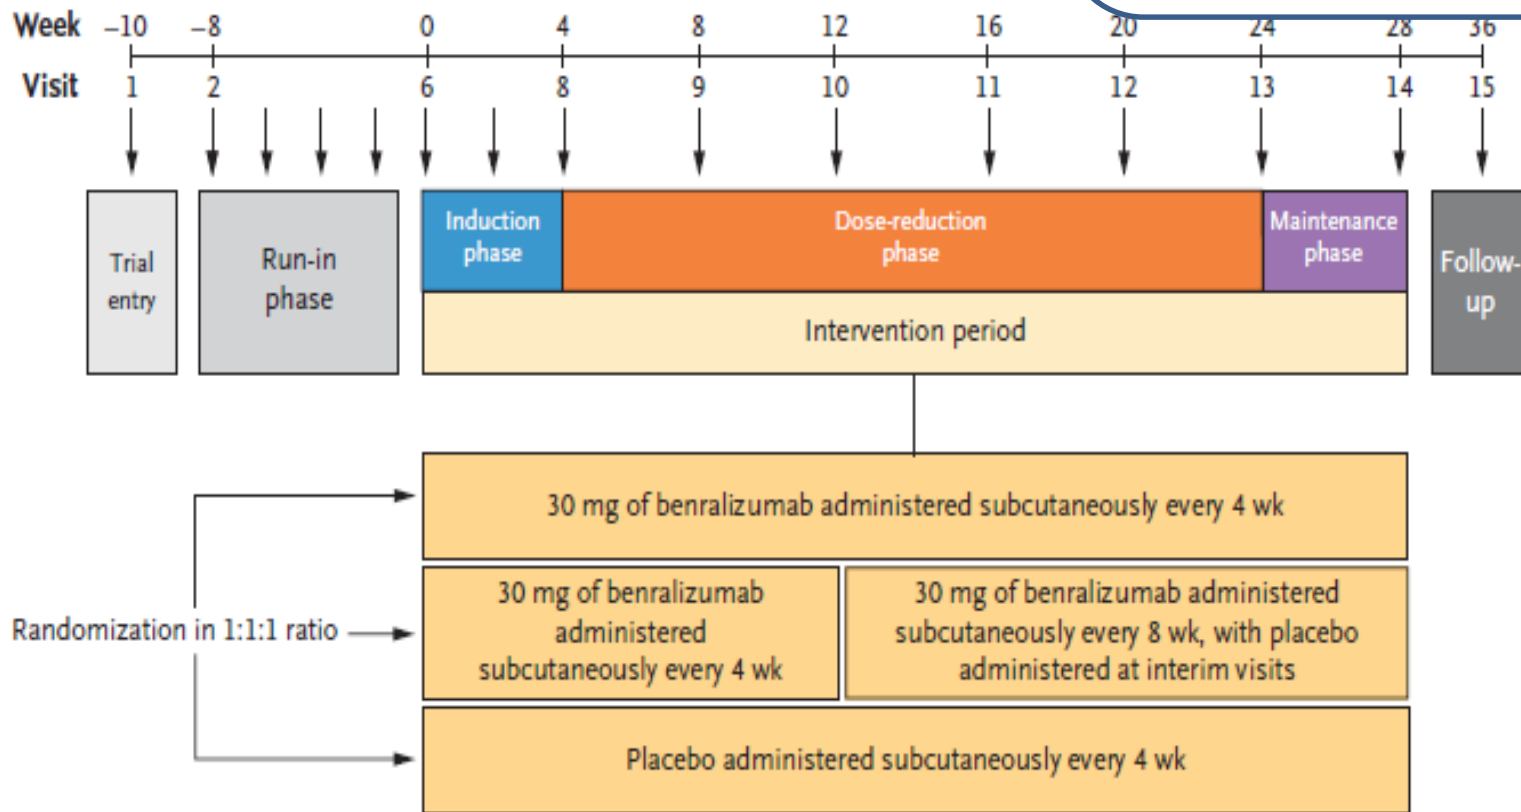 Week −10 −8 0 4 8 12 16 20 24 28 36
Visit 1 2 6 8 9 10 11 12 13 14 15
Trial
entry
Run-in
phase
Induction
phase
Dose-reduction
phase
Maintenance
phase
Follow-
up
Intervention period
30 mg of benralizumab administered subcutaneously every 4 wk
Randomization in 1:1:1 ratio
30 mg of benralizumab
administered
subcutaneously every 4 wk
30 mg of benralizumab administered
subcutaneously every 8 wk, with placebo
administered at interim visits
Placebo administered subcutaneously every 4 wk